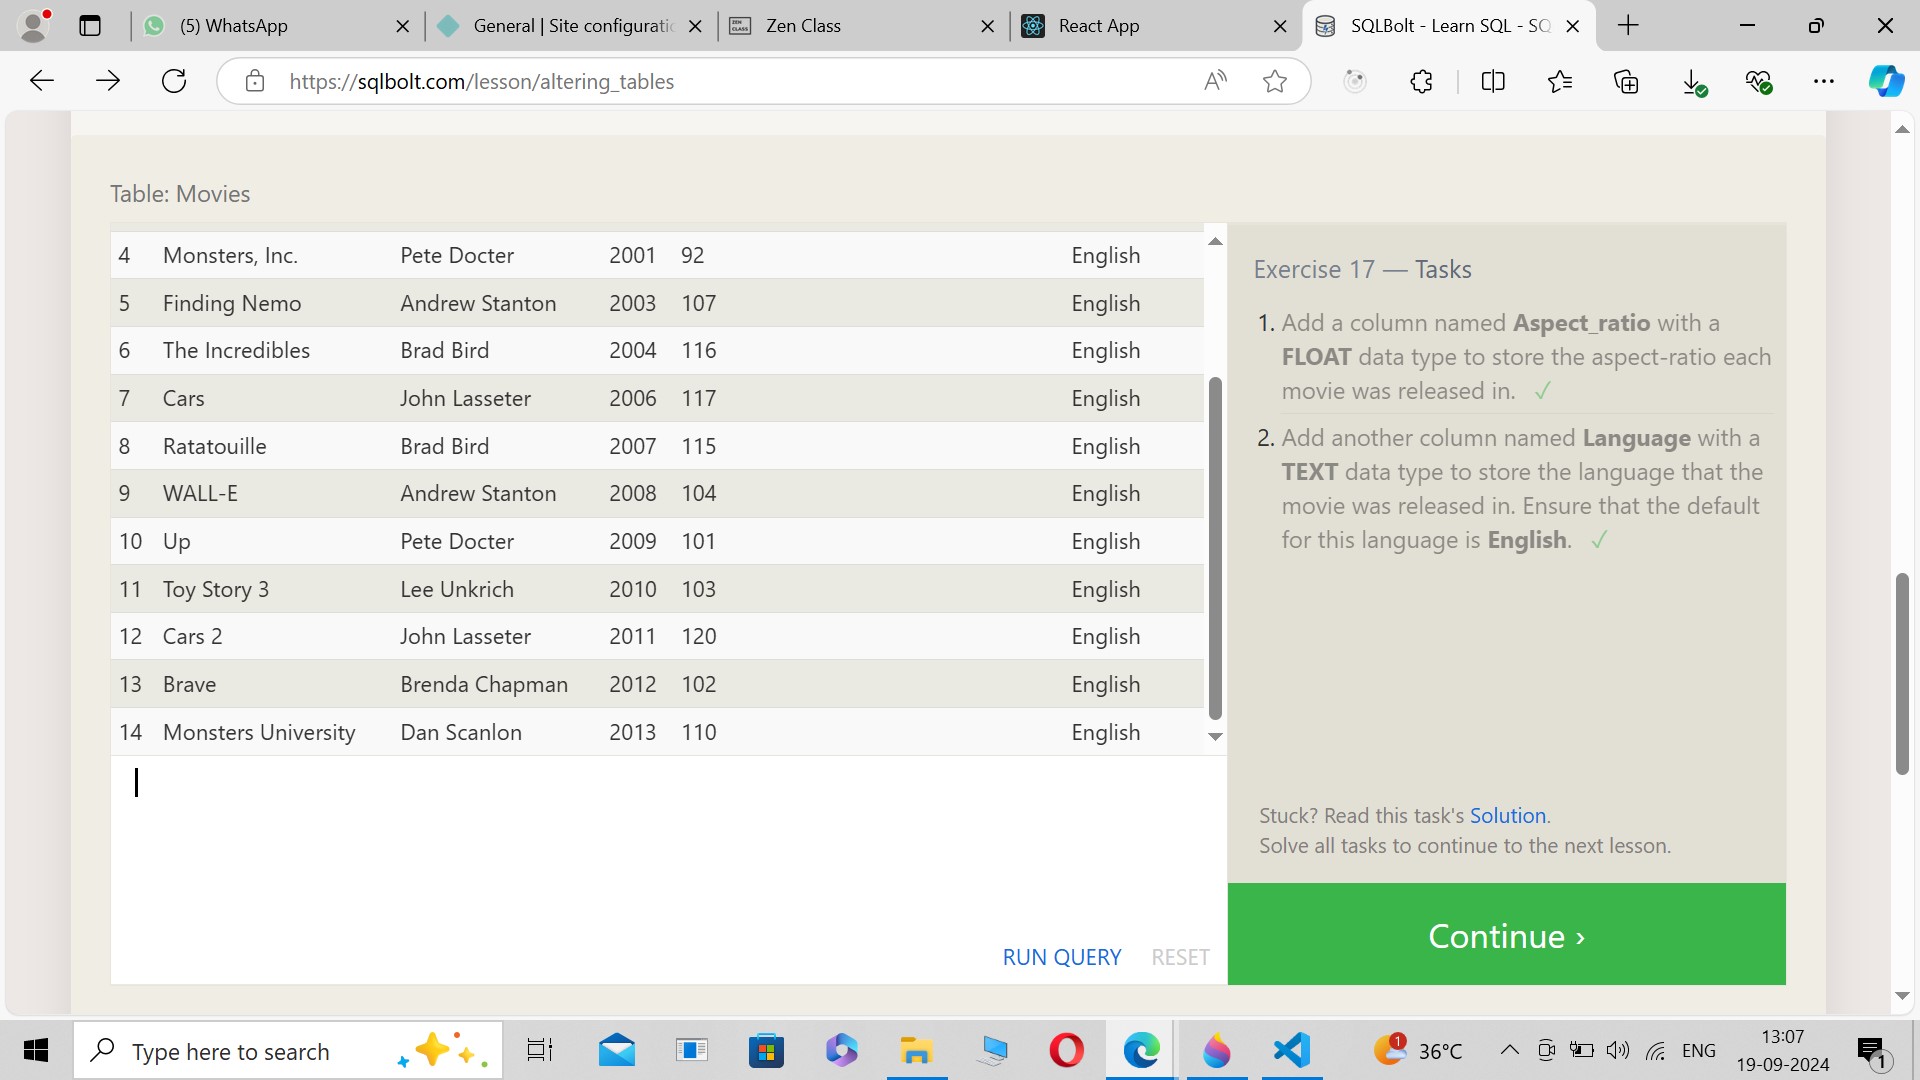 (5) WhatsApp
General | Site configuratio
Zen Class
React App
SQLBolt - Learn SQL - SQ
https://sqlbolt.com/lesson/altering_tables
Table: Movies
4 Monsters, Inc. Pete Docter 2001 92 English
5 Finding Nemo Andrew Stanton 2003 107 English
6 The Incredibles Brad Bird 2004 116 English
7 Cars John Lasseter 2006 117 English
8 Ratatouille Brad Bird 2007 115 English
9 WALL-E Andrew Stanton 2008 104 English
10 Up Pete Docter 2009 101 English
11 Toy Story 3 Lee Unkrich 2010 103 English
12 Cars 2 John Lasseter 2011 120 English
13 Brave Brenda Chapman 2012 102 English
14 Monsters University Dan Scanlon 2013 110 English
RUN QUERY RESET
Exercise 17 — Tasks
1. Add a column named Aspect_ratio with a
FLOAT data type to store the aspect-ratio each
movie was released in. ✓
2. Add another column named Language with a
TEXT data type to store the language that the
movie was released in. Ensure that the default
for this language is English. ✓
Stuck? Read this task's Solution.
Solve all tasks to continue to the next lesson.
Continue ›
Type here to search
1
36°C
ENG
13:07
19-09-2024
1